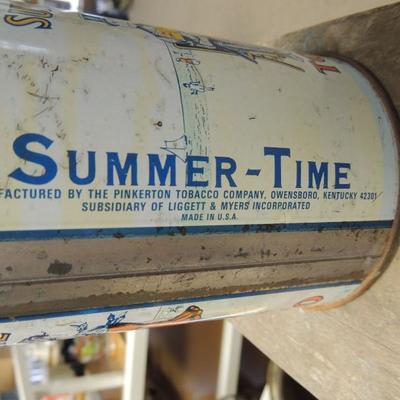 SUMMER-TIME
FACTURED BY THE PINKERTON TOBACCO COMPANY, OWENSBORO, KENTUCKY 42301
SUBSIDIARY OF LIGGETT & MYERS INCORPORATED
MADE IN U.S.A.